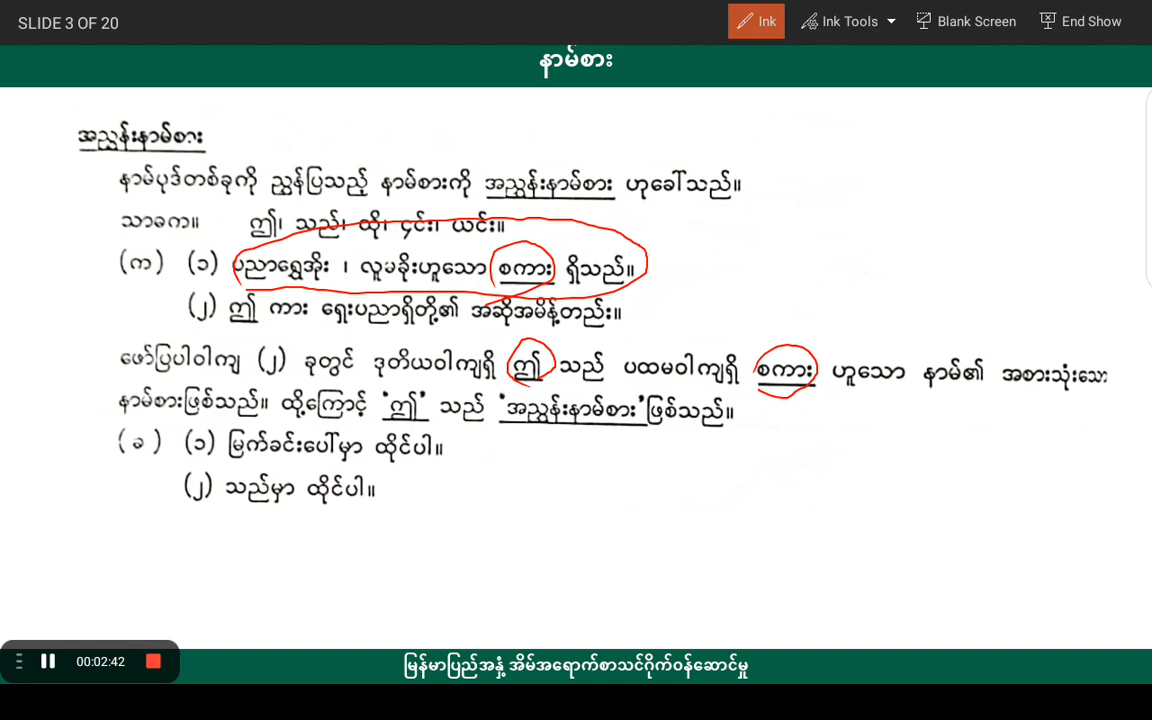 SLIDE 3 OF 20
Ink
Ink Tools
Blank Screen
End Show
နာမ်စား
အညွှန်းနာမ်စား
နာမ်ပုဒ်တစ်ခုကို ညွှန်ပြသည့် နာမ်စားကို အညွှန်းနာမ်စား ဟုခေါ်သည်။
သာဓက။ ဤ၊ သည်၊ ထို၊ ၎င်း၊ ယင်း။
(က) (၁) ပညာရွှေအိုး ၊ လူမခိုးဟူသော စကား ရှိသည်။
(၂) ဤ ကား ရှေးပညာရှိတို့၏ အဆိုအမိန့်တည်း။
ဖော်ပြပါဝါကျ (၂) ခုတွင် ဒုတိယဝါကျရှိ ဤ သည် ပထမဝါကျရှိ စကား ဟူသော နာမ်၏ အစားသုံးသော
နာမ်စားဖြစ်သည်။ ထို့ကြောင့် 'ဤ' သည် 'အညွှန်းနာမ်စား' ဖြစ်သည်။
(ခ) (၁) မြက်ခင်းပေါ်မှာ ထိုင်ပါ။
(၂) သည်မှာ ထိုင်ပါ။
00:02:42
မြန်မာပြည်အနှံ့ အိမ်အရောက်စာသင်ဂိုက်ဝန်ဆောင်မှု